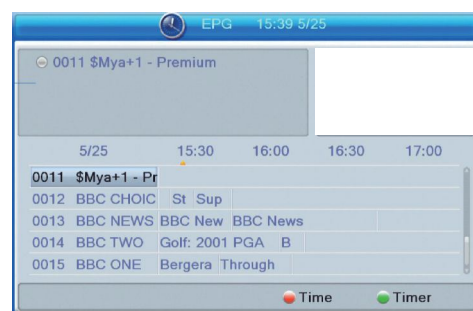 EPG 15:39 5/25
0011 $Mya+1 - Premium
5/25 15:30 16:00 16:30 17:00
0011 $Mya+1 - Pr
0012 BBC CHOIC St Sup
0013 BBC NEWS BBC New BBC News
0014 BBC TWO Golf: 2001 PGA B
0015 BBC ONE Bergera Through
Time Timer